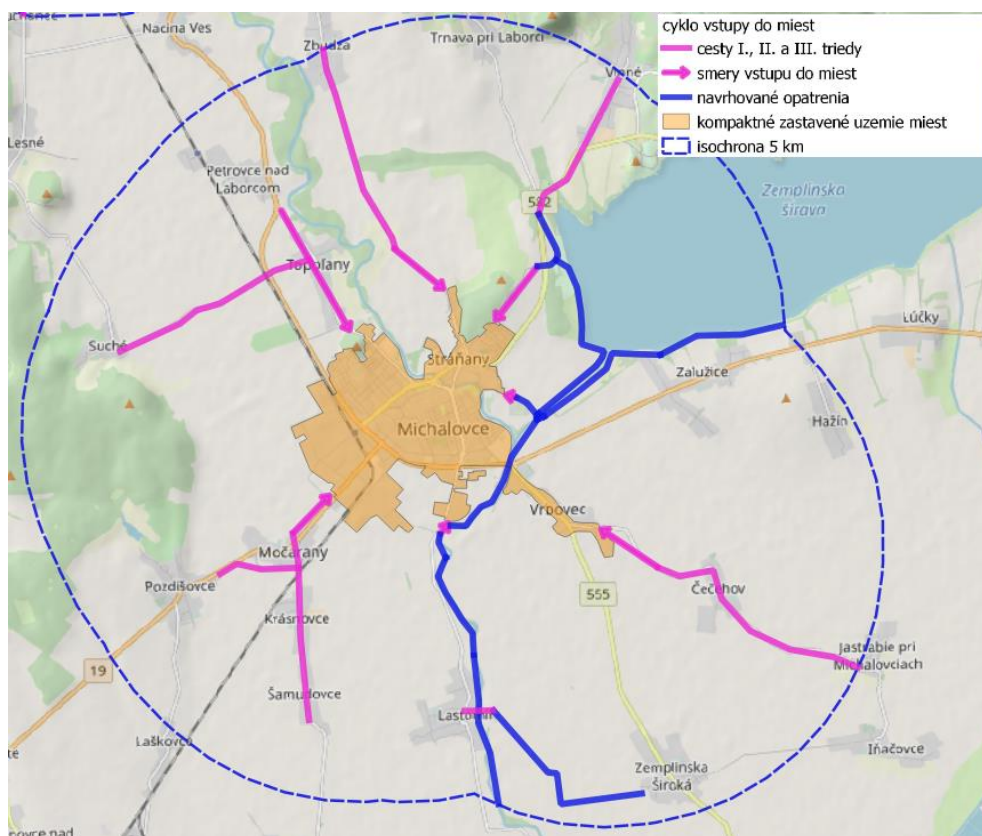 cyklo vstupy do miest
cesty I., II. a III. triedy
smery vstupu do miest
navrhované opatrenia
kompaktné zastavené uzemie miest
isochrona 5 km
Nacina Ves
Zbudza
Trnava pri Laborci
Vinné
Lesné
Petrovce nad
Laborcom
582
Zemplínska
šírava
Topoľany
Suché
Stráňany
Lúčky
Zalužice
Michalovce
Hažín
Vrbovec
Močarany
Pozdišovce
555
Čečehov
Krásnovce
19
Jastrabie pri
Michalovciach
Šamudovce
Lastomír
Laškovce
Iňačovce
Zemplínska
Široká